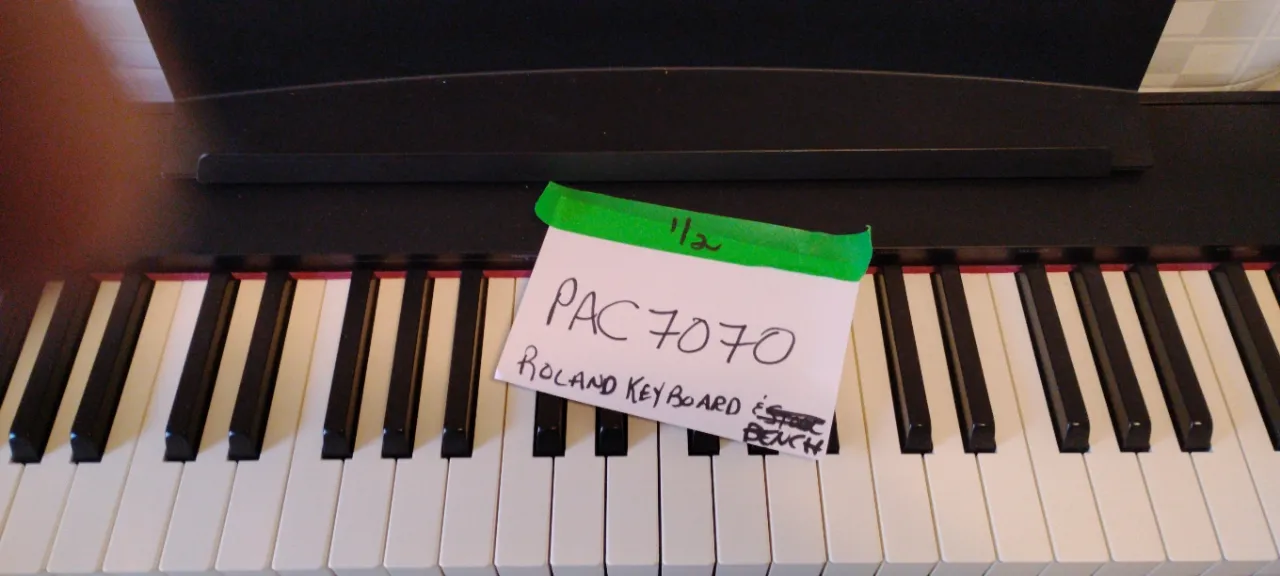 1/2
PAC7070
ROLAND KEYBOARD &
BENCH